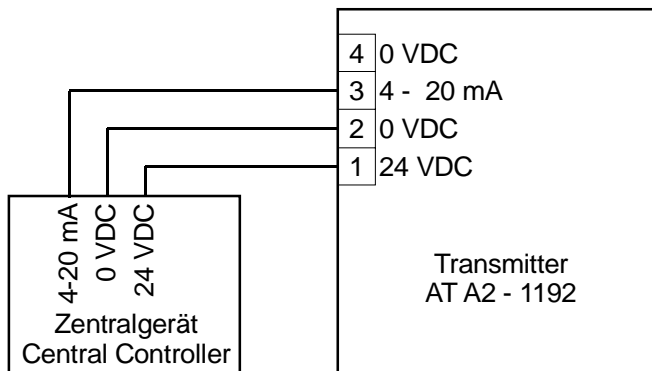 4 0 VDC
3 4 - 20 mA
2 0 VDC
1 24 VDC
4-20 mA
0 VDC
24 VDC
Zentralgerät
Central Controller
Transmitter
AT A2 - 1192